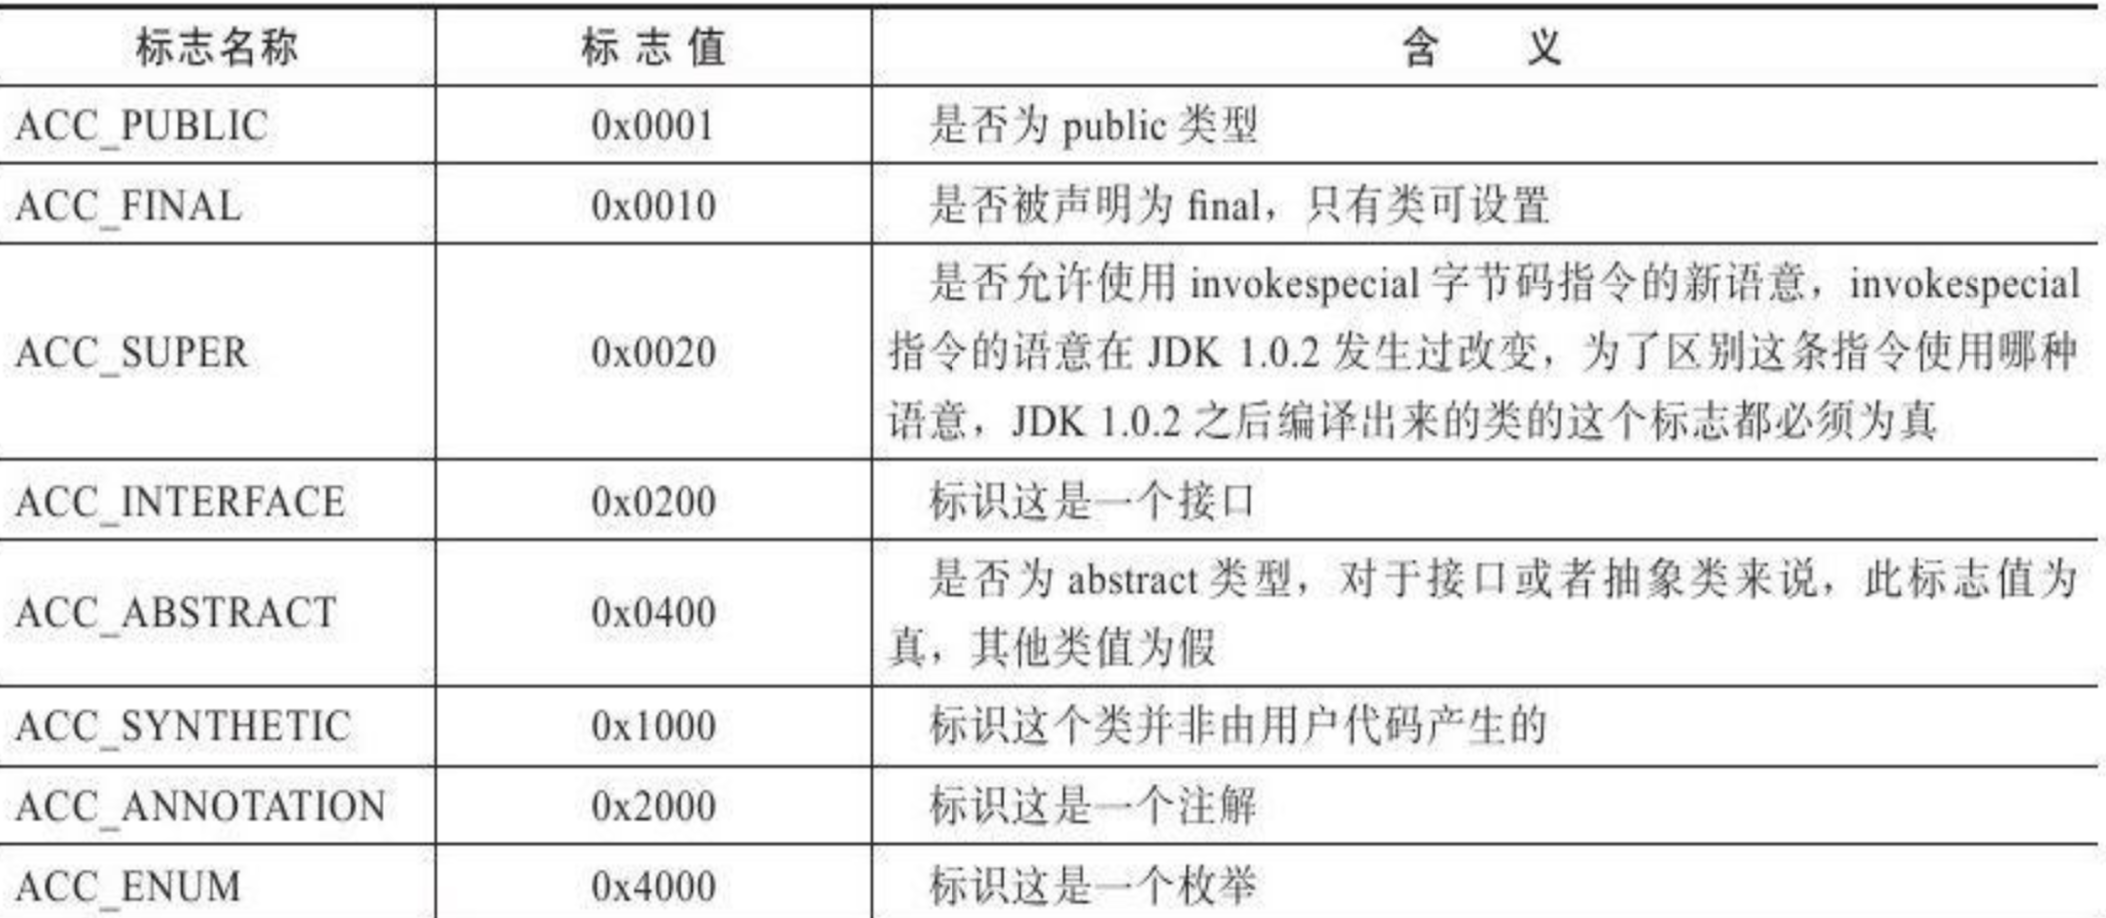 标志名称 标志值 含义
ACC_PUBLIC 0x0001 是否为 public 类型
ACC_FINAL 0x0010 是否被声明为 final，只有类可设置
是否允许使用 invokespecial 字节码指令的新语意，invokespecial
ACC_SUPER 0x0020 指令的语意在 JDK 1.0.2 发生过改变，为了区别这条指令使用哪种
语意，JDK 1.0.2 之后编译出来的类的这个标志都必须为真
ACC_INTERFACE 0x0200 标识这是一个接口
ACC_ABSTRACT 0x0400 是否为 abstract 类型，对于接口或者抽象类来说，此标志值为
真，其他类值为假
ACC_SYNTHETIC 0x1000 标识这个类并非由用户代码产生的
ACC_ANNOTATION 0x2000 标识这是一个注解
ACC_ENUM 0x4000 标识这是一个枚举